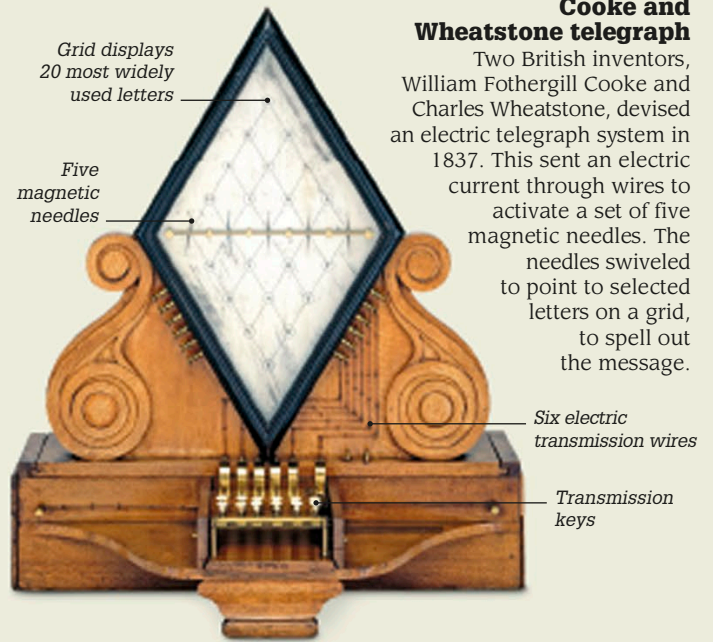 Cooke and
Wheatstone telegraph
Two British inventors,
William Fothergill Cooke and
Charles Wheatstone, devised
an electric telegraph system in
1837. This sent an electric
current through wires to
activate a set of five
magnetic needles. The
needles swiveled
to point to selected
letters on a grid,
to spell out
the message.
Grid displays
20 most widely
used letters
Five
magnetic
needles
Six electric
transmission wires
Transmission
keys